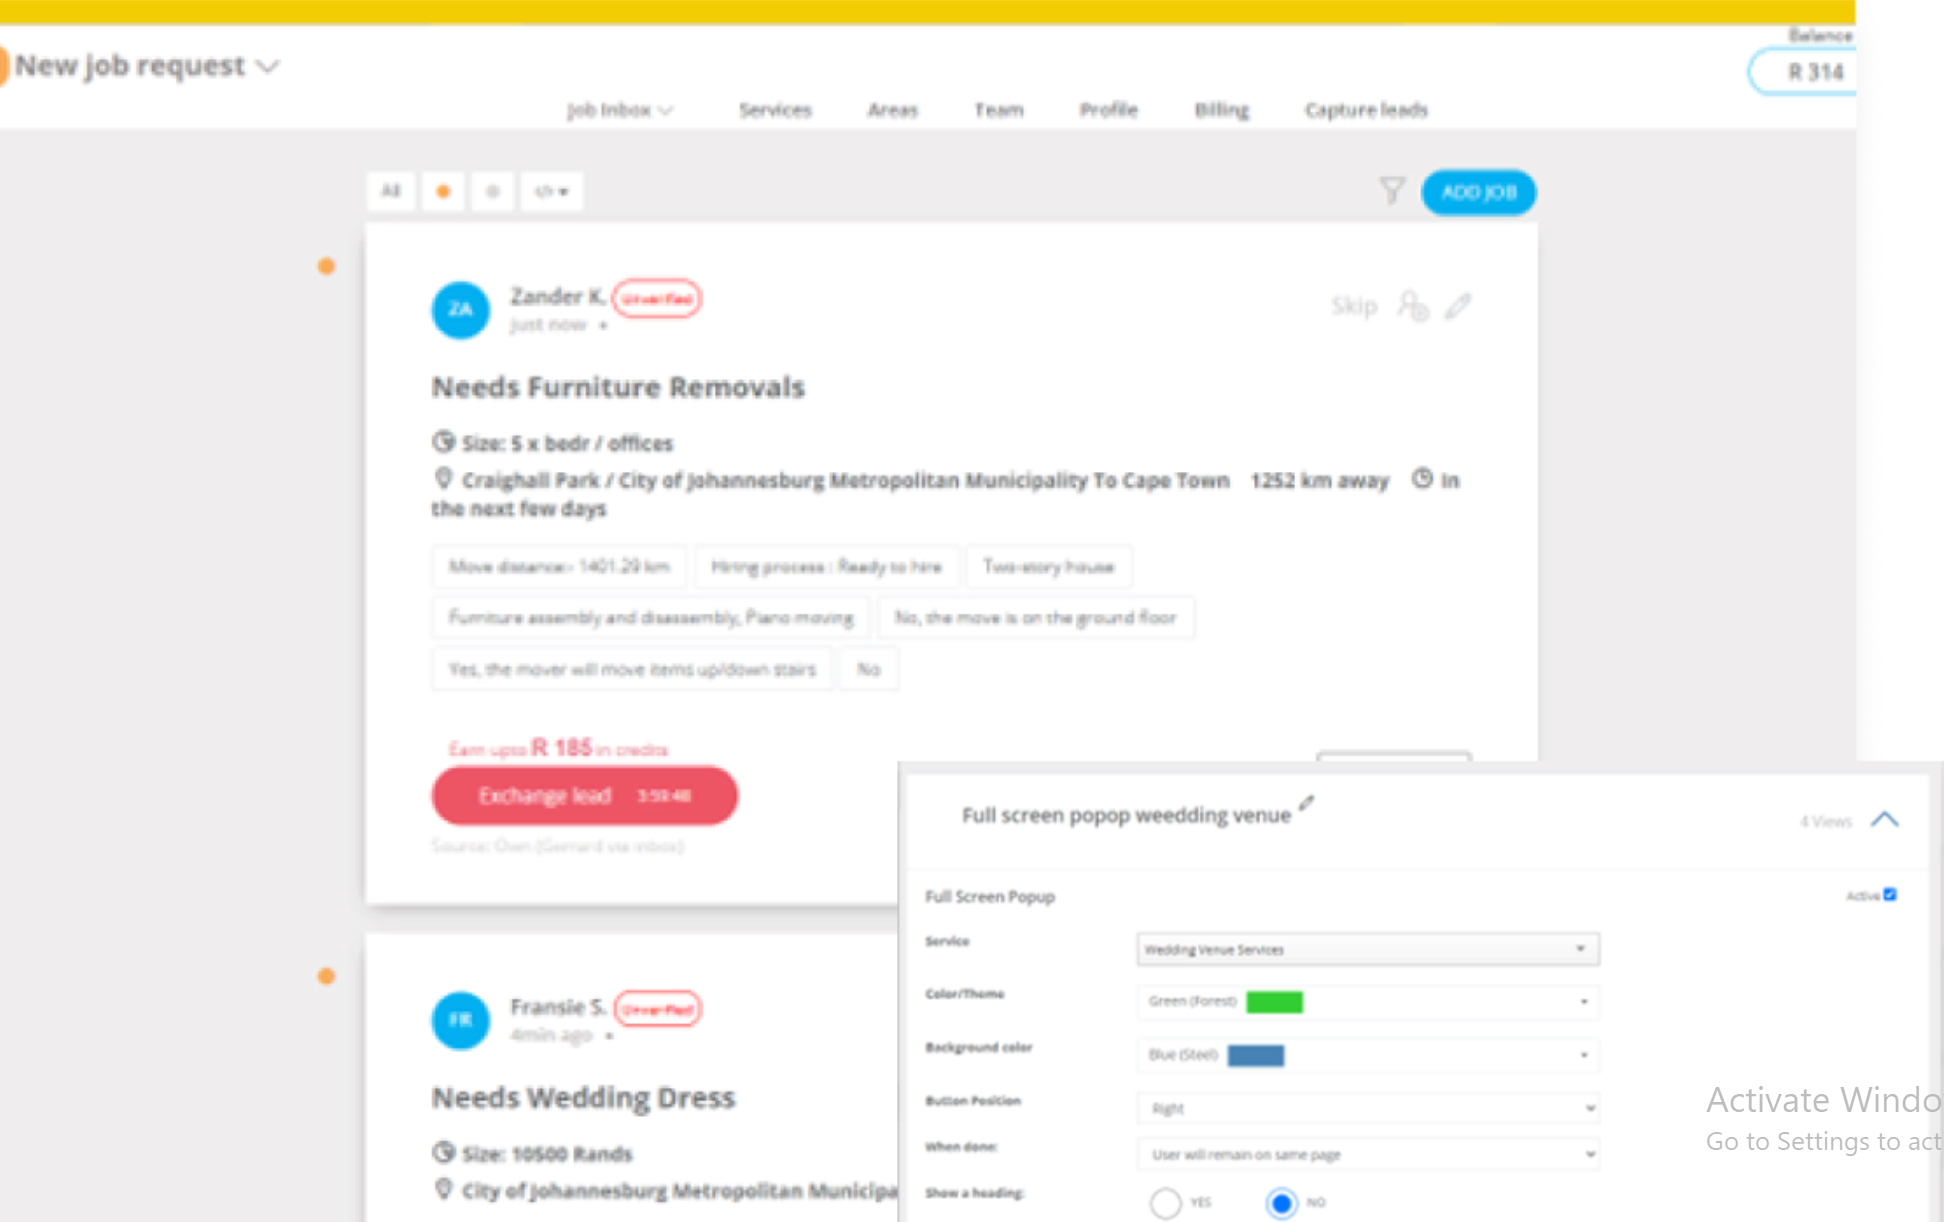 Balance
New job request
R 314
Job Inbox Services Areas Team Profile Billing Capture leads
All
ADD JOB
ZA
Zander K. Unverified
Just now
Skip
Needs Furniture Removals
Size: 5 x bedr / offices
Craighall Park / City of Johannesburg Metropolitan Municipality To Cape Town 1252 km away In
the next few days
Move distance:- 1401.29 km Hiring process : Ready to hire Two-story house
Furniture assembly and disassembly, Piano moving No, the move is on the ground floor
Yes, the mover will move items up/down stairs No
Earn upto R 185 in credits
Exchange lead 3:59:48
Source: Own (Gerrard via inbox)
FR
Fransie S. Unverified
4min ago
Needs Wedding Dress
Size: 10500 Rands
City of Johannesburg Metropolitan Municipa
Full screen popop weedding venue
4 Views
Full Screen Popup
Active
Service Wedding Venue Services
Color/Theme Green (Forest)
Background color Blue (Steel)
Button Position Right
When done: User will remain on same page
Show a heading: YES NO
Activate Windo
Go to Settings to act